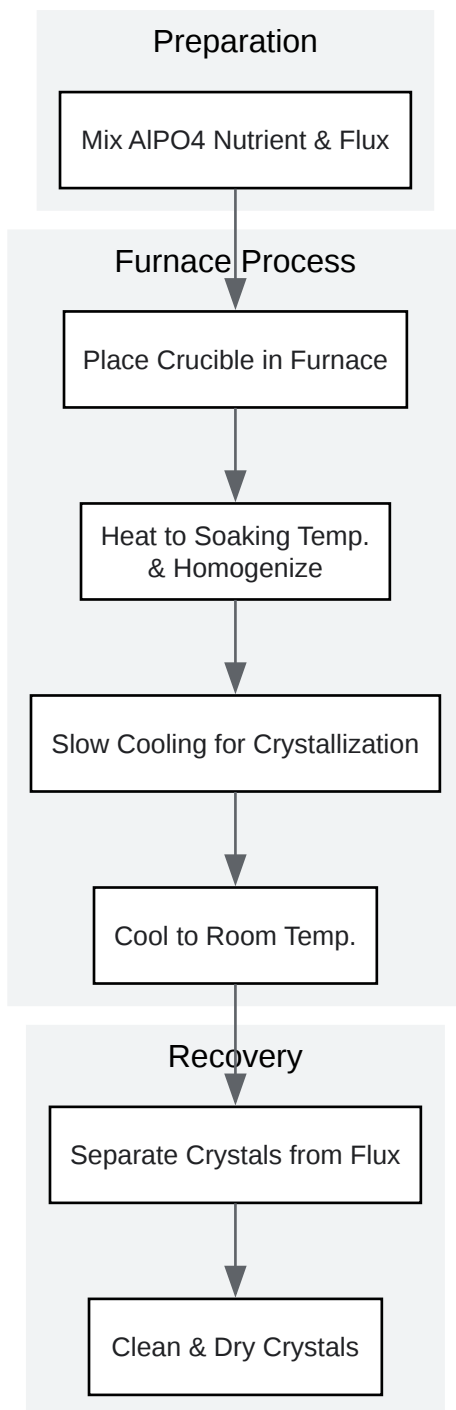 Preparation
Mix AlPO4 Nutrient & Flux
Furnace Process
Place Crucible in Furnace
Heat to Soaking Temp.
& Homogenize
Slow Cooling for Crystallization
Cool to Room Temp.
Recovery
Separate Crystals from Flux
Clean & Dry Crystals